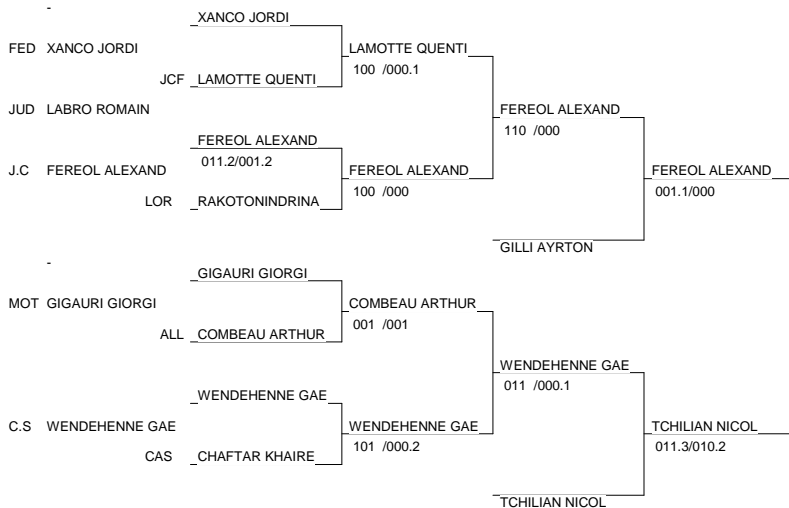 -
XANCO JORDI
FED XANCO JORDI LAMOTTE QUENTI
100 /000.1
JCF LAMOTTE QUENTI
JUD LABRO ROMAIN FEREOL ALEXAND
110 /000
FEREOL ALEXAND
011.2/001.2
J.C FEREOL ALEXAND FEREOL ALEXAND FEREOL ALEXAND
100 /000 001.1/000
LOR RAKOTONINDRINA
GILLI AYRTON
-
GIGAURI GIORGI
MOT GIGAURI GIORGI COMBEAU ARTHUR
001 /001
ALL COMBEAU ARTHUR
WENDEHENNE GAE
011 /000.1
WENDEHENNE GAE
C.S WENDEHENNE GAE WENDEHENNE GAE TCHILIAN NICOL
101 /000.2 011.3/010.2
CAS CHAFTAR KHAIRE
TCHILIAN NICOL